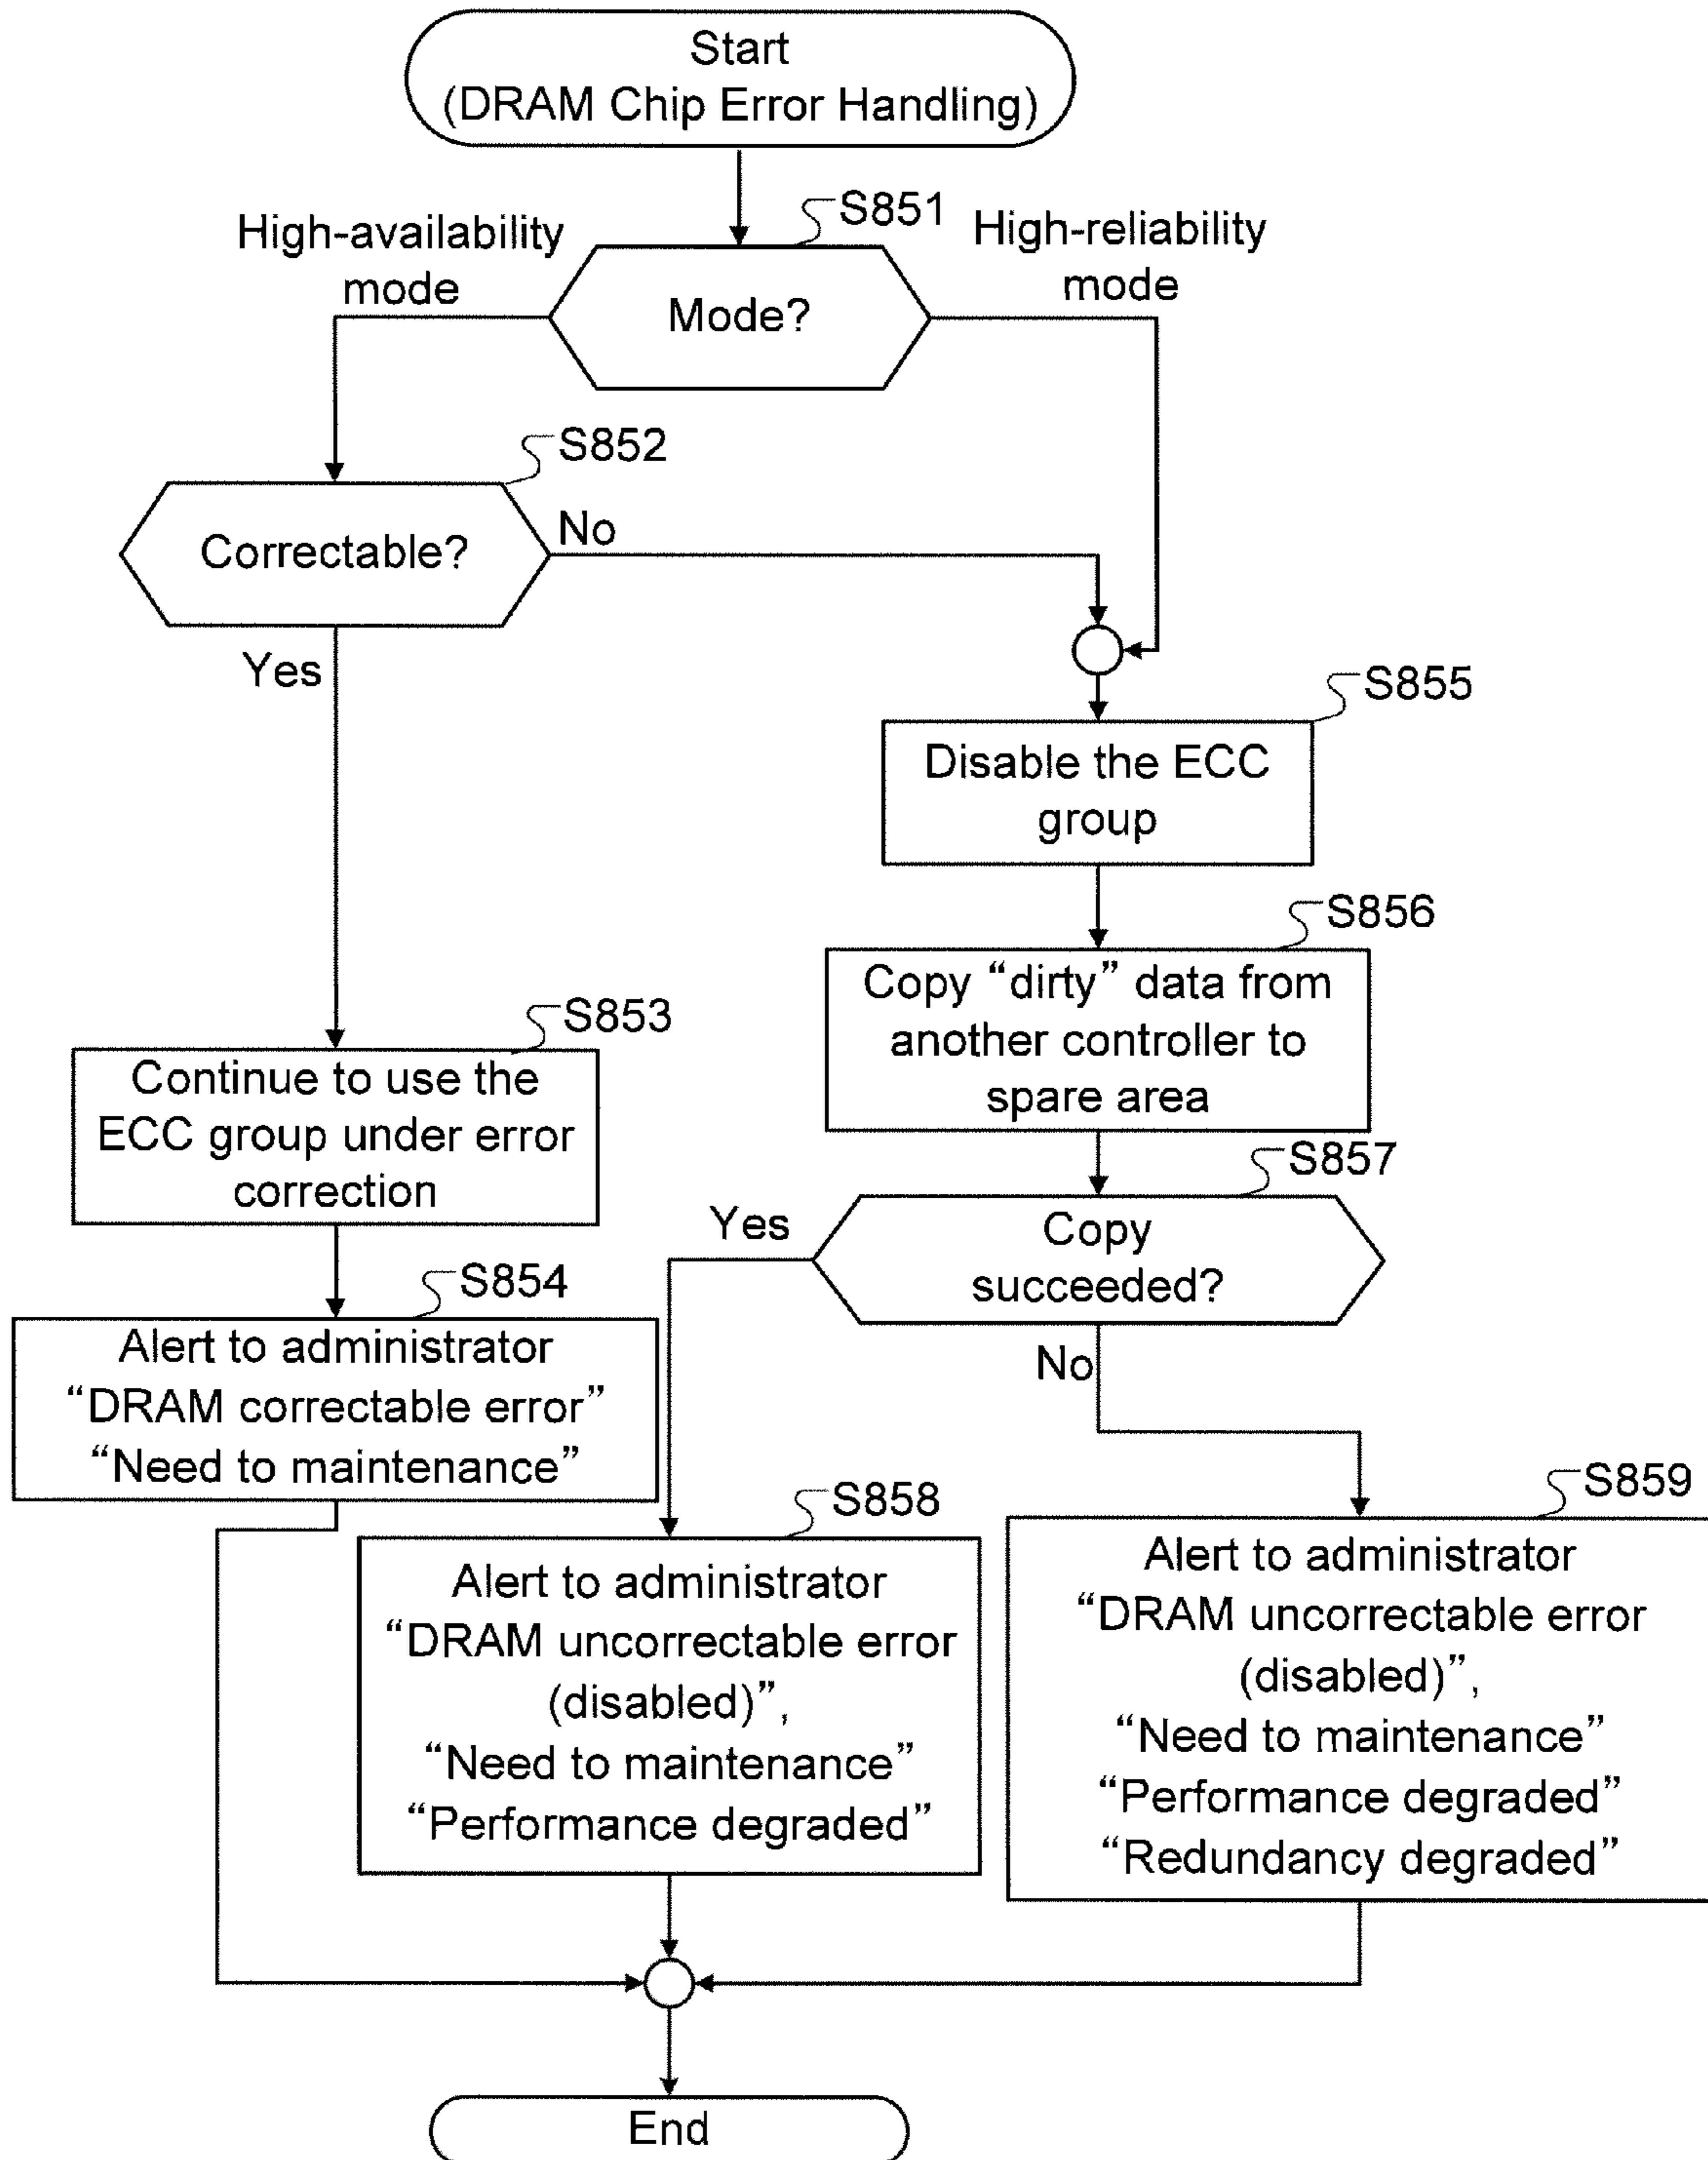 Start
(DRAM Chip Error Handling)
S851
High-availability
mode
High-reliability
mode
Mode?
S852
Correctable?
No
Yes
S855
Disable the ECC
group
S856
Copy “dirty” data from
another controller to
spare area
S853
Continue to use the
ECC group under error
correction
S857
Yes
Copy
succeeded?
No
S854
Alert to administrator
“DRAM correctable error”
“Need to maintenance”
S858
Alert to administrator
“DRAM uncorrectable error
(disabled)”,
“Need to maintenance”
“Performance degraded”
S859
Alert to administrator
“DRAM uncorrectable error
(disabled)”,
“Need to maintenance”
“Performance degraded”
“Redundancy degraded”
End